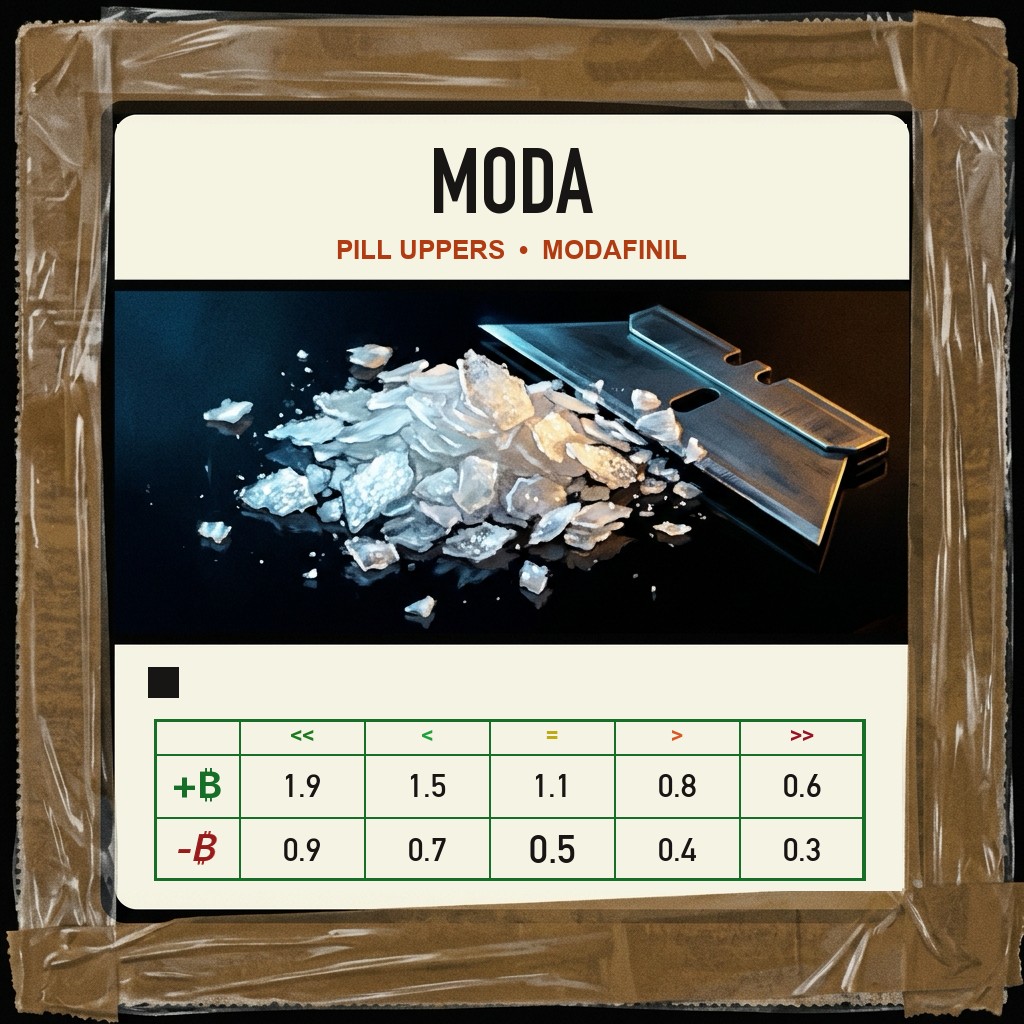 MODA
PILL UPPERS • MODAFINIL
<< < = > >>
+₿ 1.9 1.5 1.1 0.8 0.6
-₿ 0.9 0.7 0.5 0.4 0.3